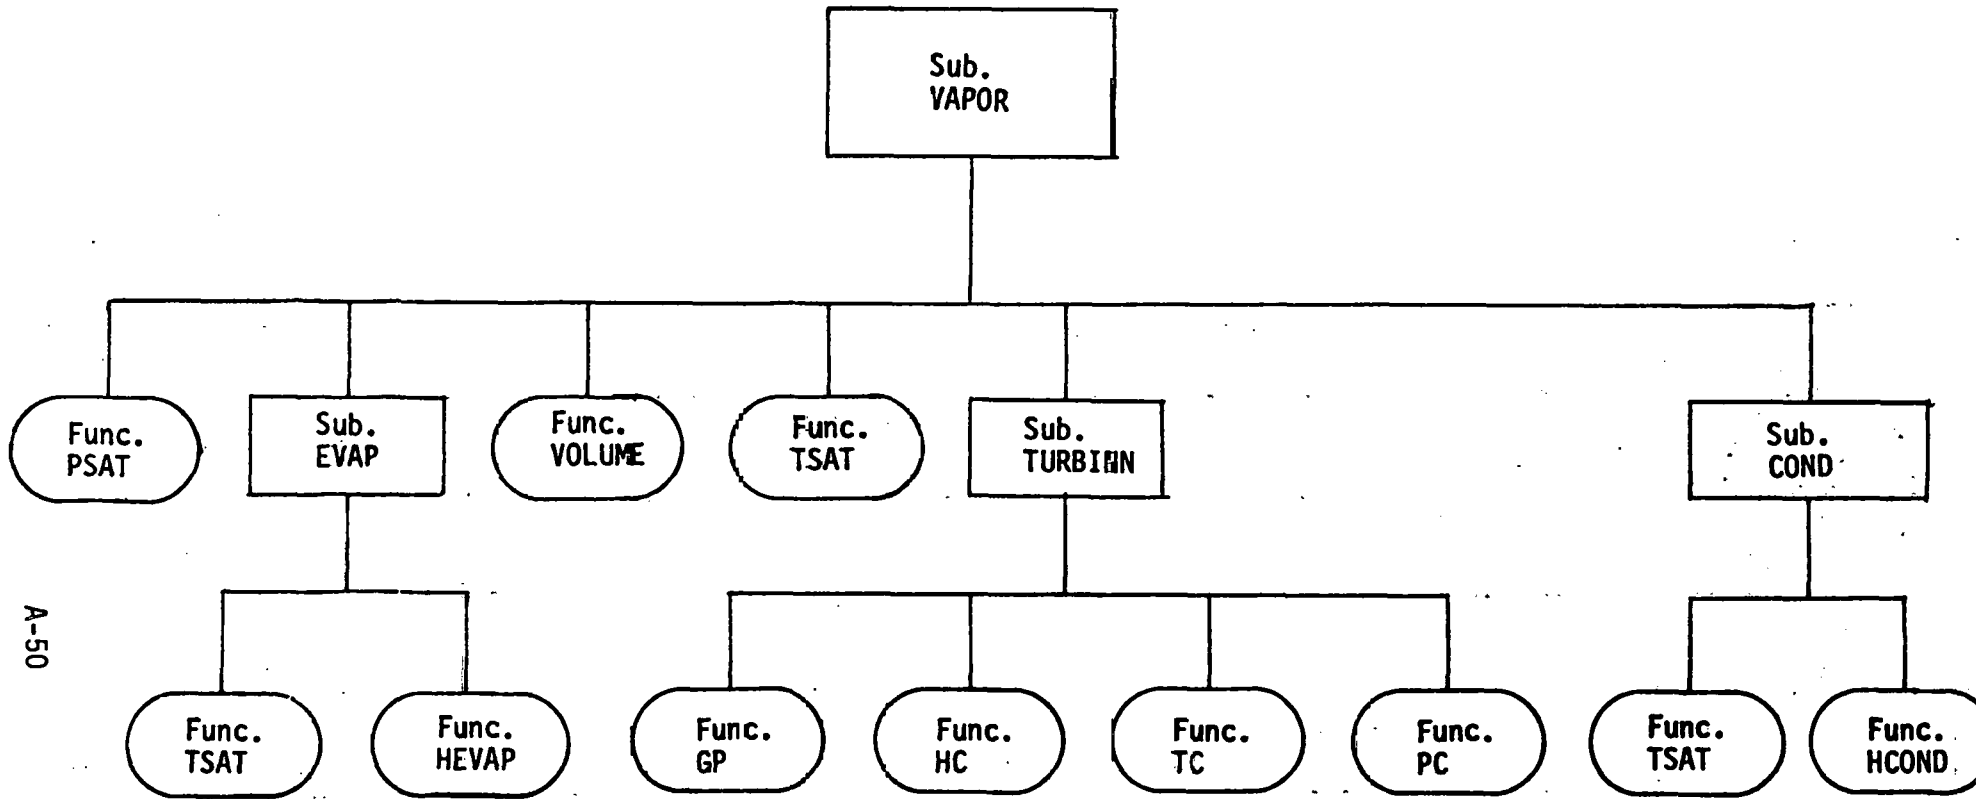 Sub.
VAPOR
Func.
PSAT
Sub.
EVAP
Func.
VOLUME
Func.
TSAT
Sub.
Sub.
COND
A-50
Func.
TSAT
Func.
HEVAP
Func.
GP
Func.
HC
Func.
TC
Func.
PC
Func.
TSAT
Func.
HCOND